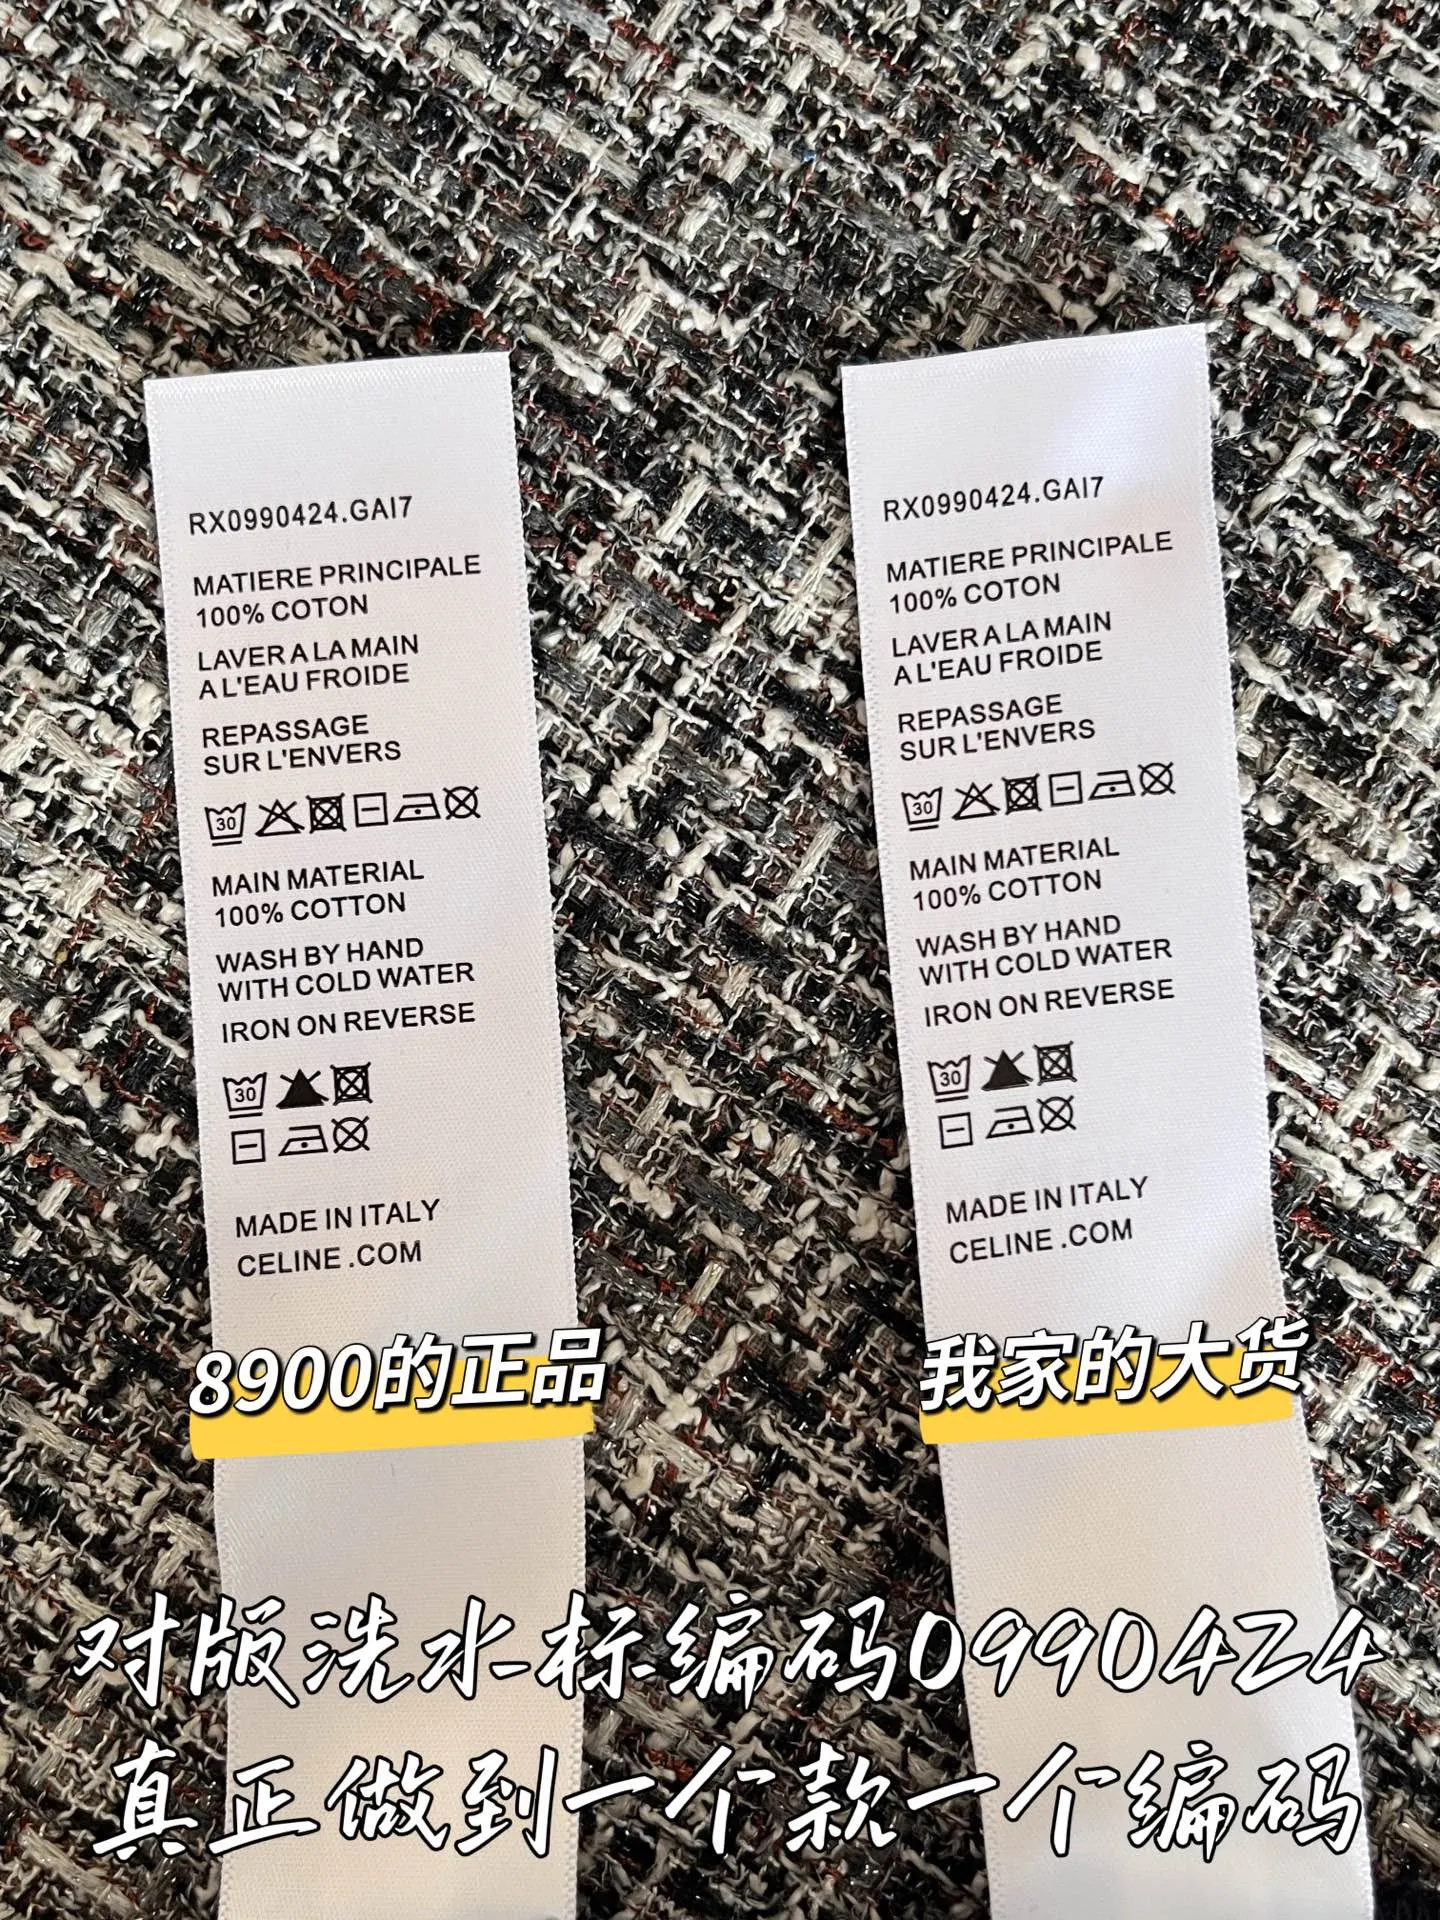 RX0990424.GAI7
MATIERE PRINCIPALE
100% COTON
LAVER A LA MAIN
A L'EAU FROIDE
REPASSAGE
SUR L'ENVERS
30
MAIN MATERIAL
100% COTTON
WASH BY HAND
WITH COLD WATER
IRON ON REVERSE
30
MADE IN ITALY
CELINE .COM
8900的正品
RX0990424.GAI7
MATIERE PRINCIPALE
100% COTON
LAVER A LA MAIN
A L'EAU FROIDE
REPASSAGE
SUR L'ENVERS
30
MAIN MATERIAL
100% COTTON
WASH BY HAND
WITH COLD WATER
IRON ON REVERSE
30
MADE IN ITALY
CELINE .COM
我家的大货
对版洗水标编码0990424
真正做到一个款一个编码